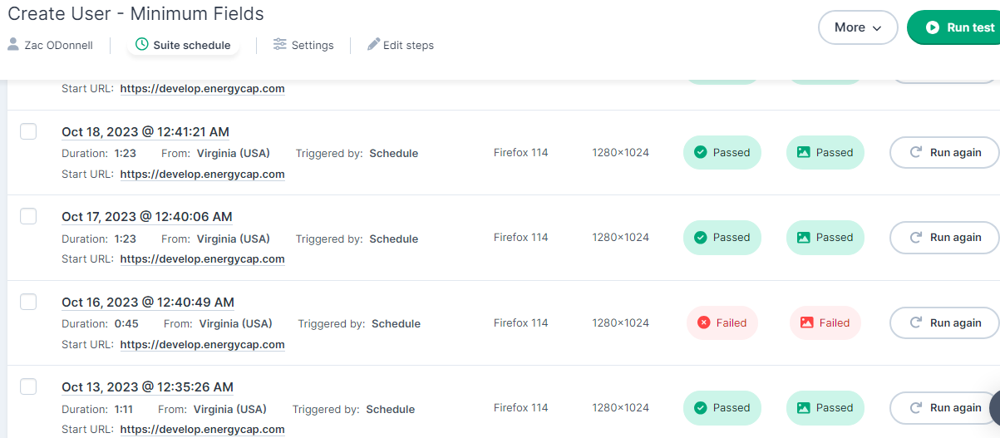 Create User - Minimum Fields
More
Run test
Zac ODonnell
Suite schedule
Settings
Edit steps
Start URL: https://develop.energycap.com
Oct 18, 2023 @ 12:41:21 AM
Duration: 1:23 From: Virginia (USA) Triggered by: Schedule
Start URL: https://develop.energycap.com
Firefox 114
1280×1024
Passed
Passed
Run again
Oct 17, 2023 @ 12:40:06 AM
Duration: 1:23 From: Virginia (USA) Triggered by: Schedule
Start URL: https://develop.energycap.com
Firefox 114
1280×1024
Passed
Passed
Run again
Oct 16, 2023 @ 12:40:49 AM
Duration: 0:45 From: Virginia (USA) Triggered by: Schedule
Start URL: https://develop.energycap.com
Firefox 114
1280×1024
Failed
Failed
Run again
Oct 13, 2023 @ 12:35:26 AM
Duration: 1:11 From: Virginia (USA) Triggered by: Schedule
Start URL: https://develop.energycap.com
Firefox 114
1280×1024
Passed
Passed
Run again